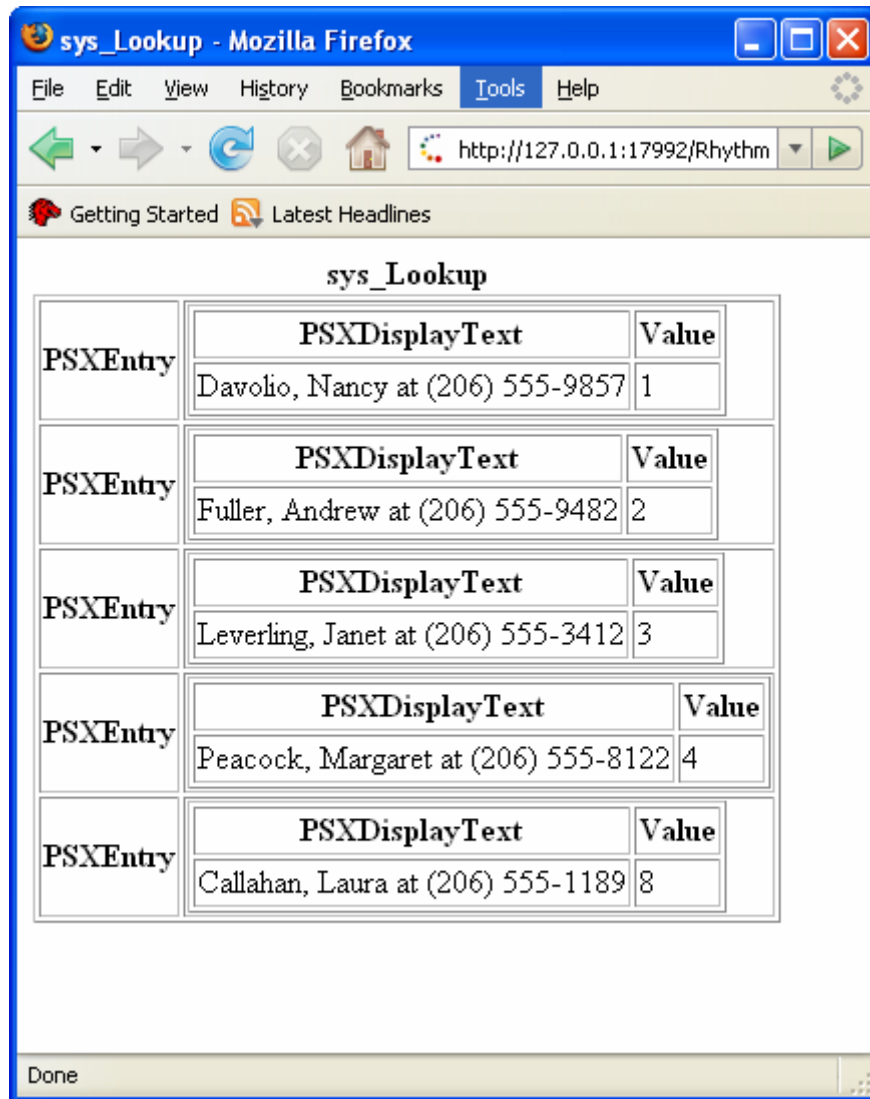 sys_Lookup - Mozilla Firefox
File Edit View History Bookmarks Tools Help
http://127.0.0.1:17992/Rhythm
Getting Started Latest Headlines
sys_Lookup
PSXEntry
PSXDisplayText Value
Davolio, Nancy at (206) 555-9857 1
PSXEntry
PSXDisplayText Value
Fuller, Andrew at (206) 555-9482 2
PSXEntry
PSXDisplayText Value
Leverling, Janet at (206) 555-3412 3
PSXEntry
PSXDisplayText Value
Peacock, Margaret at (206) 555-8122 4
PSXEntry
PSXDisplayText Value
Callahan, Laura at (206) 555-1189 8
Done